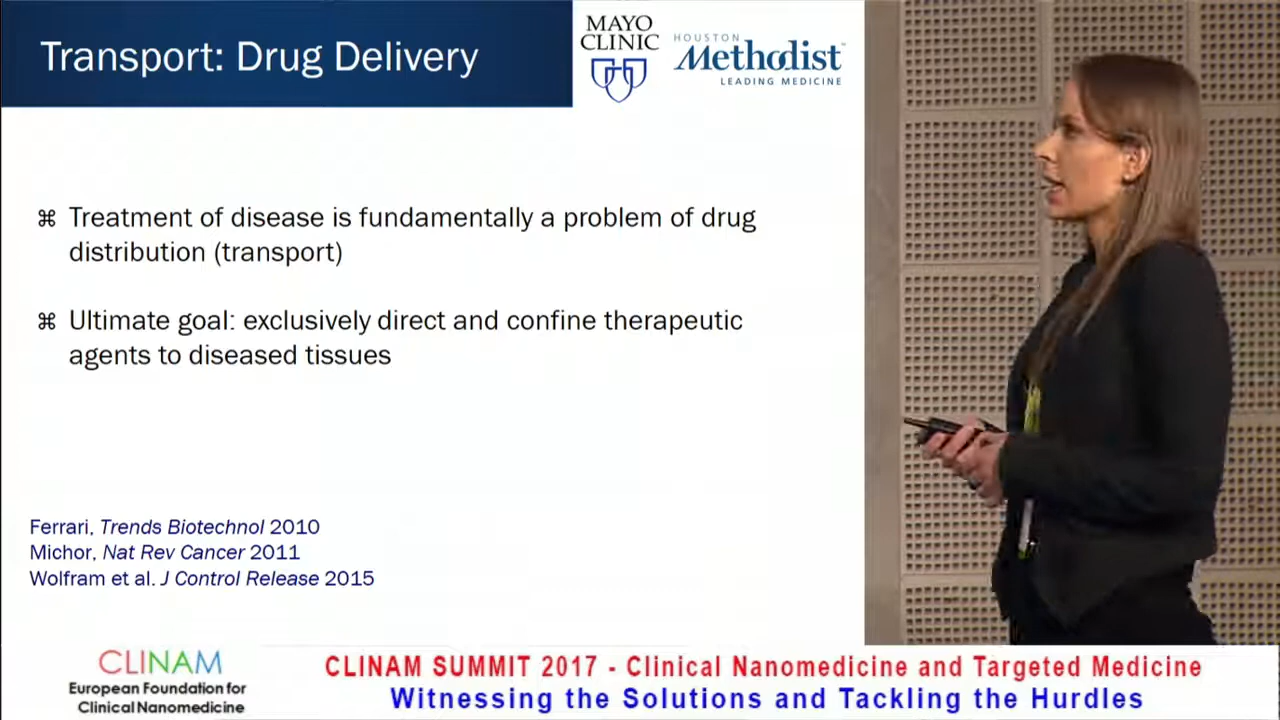 Transport: Drug Delivery
MAYO
CLINIC
HOUSTON
Methodist
LEADING MEDICINE
⌘ Treatment of disease is fundamentally a problem of drug
distribution (transport)
⌘ Ultimate goal: exclusively direct and confine therapeutic
agents to diseased tissues
Ferrari, Trends Biotechnol 2010
Michor, Nat Rev Cancer 2011
Wolfram et al. J Control Release 2015
CLINAM
European Foundation for
Clinical Nanomedicine
CLINAM SUMMIT 2017 - Clinical Nanomedicine and Targeted Medicine
Witnessing the Solutions and Tackling the Hurdles